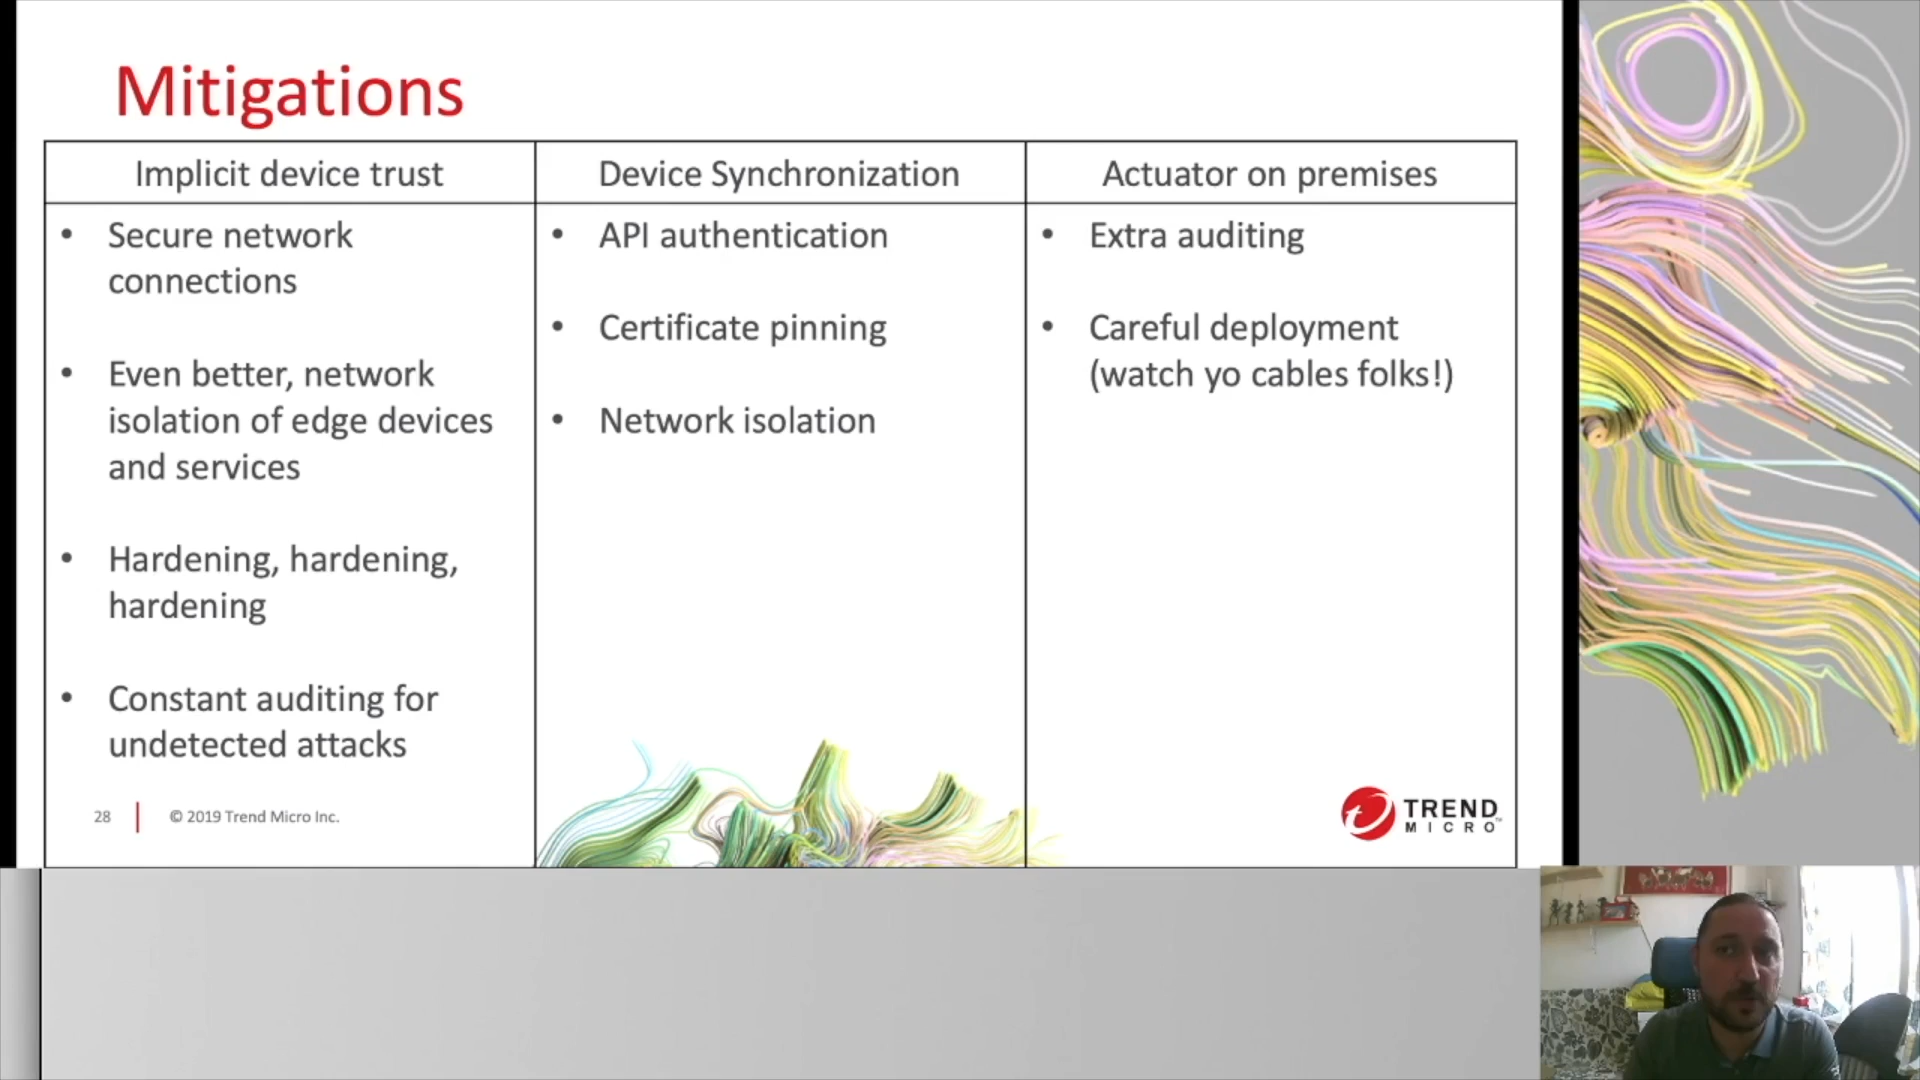 Mitigations
Implicit device trust
Device Synchronization
Actuator on premises
• Secure network
connections
• Even better, network
isolation of edge devices
and services
• Hardening, hardening,
hardening
• Constant auditing for
undetected attacks
• API authentication
• Certificate pinning
• Network isolation
• Extra auditing
• Careful deployment
(watch yo cables folks!)
28
© 2019 Trend Micro Inc.
TREND
MICRO™